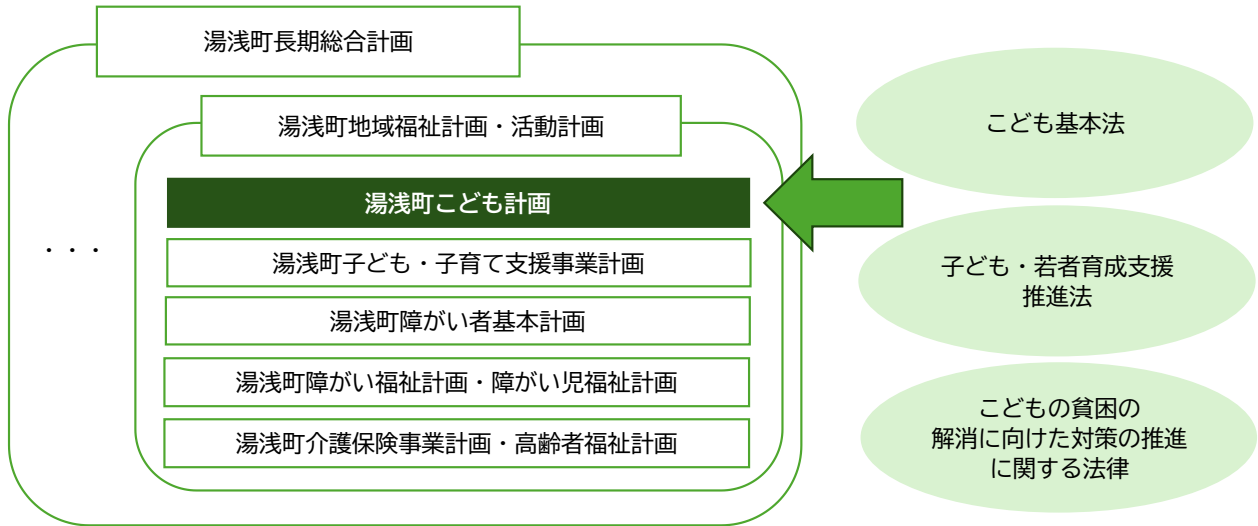 湯浅町長期総合計画
湯浅町地域福祉計画・活動計画
湯浅町こども計画
湯浅町子ども・子育て支援事業計画
湯浅町障がい者基本計画
湯浅町障がい福祉計画・障がい児福祉計画
湯浅町介護保険事業計画・高齢者福祉計画
・・・
こども基本法
子ども・若者育成支援
推進法
こどもの貧困の
解消に向けた対策の推進
に関する法律